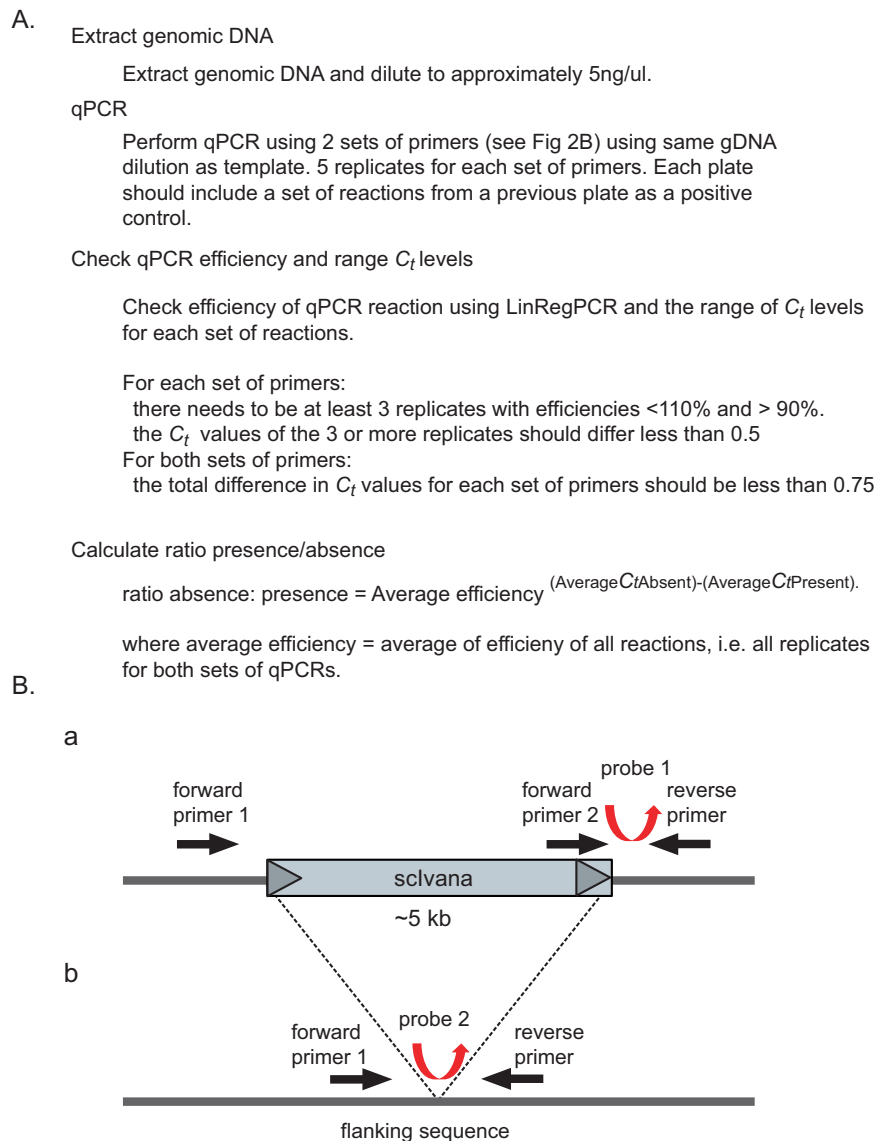 A.
Extract genomic DNA
Extract genomic DNA and dilute to approximately 5ng/ul.
qPCR
Perform qPCR using 2 sets of primers (see Fig 2B) using same gDNA
dilution as template. 5 replicates for each set of primers. Each plate
should include a set of reactions from a previous plate as a positive
control.
Check qPCR efficiency and range Ct levels
Check efficiency of qPCR reaction using LinRegPCR and the range of Ct levels
for each set of reactions.
For each set of primers:
there needs to be at least 3 replicates with efficiencies <110% and > 90%.
the Ct values of the 3 or more replicates should differ less than 0.5
For both sets of primers:
the total difference in Ct values for each set of primers should be less than 0.75
Calculate ratio presence/absence
ratio absence: presence = Average efficiency (AverageCtAbsent)-(AverageCtPresent).
where average efficiency = average of efficieny of all reactions, i.e. all replicates
for both sets of qPCRs.
B.
a
forward
primer 1
forward
primer 2
probe 1
reverse
primer
scIvana
~5 kb
b
forward
primer 1
probe 2
reverse
primer
flanking sequence